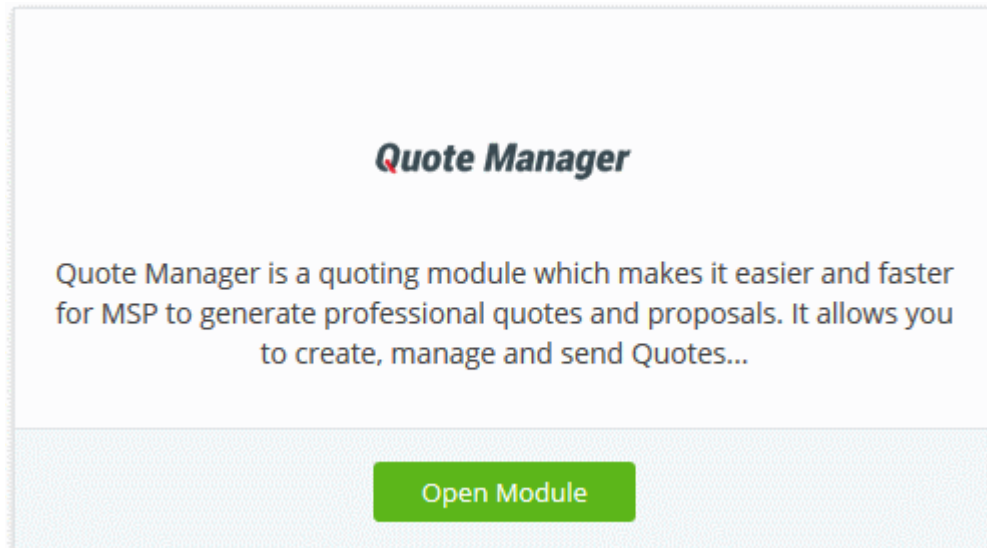 Quote Manager
Quote Manager is a quoting module which makes it easier and faster
for MSP to generate professional quotes and proposals. It allows you
to create, manage and send Quotes...
Open Module